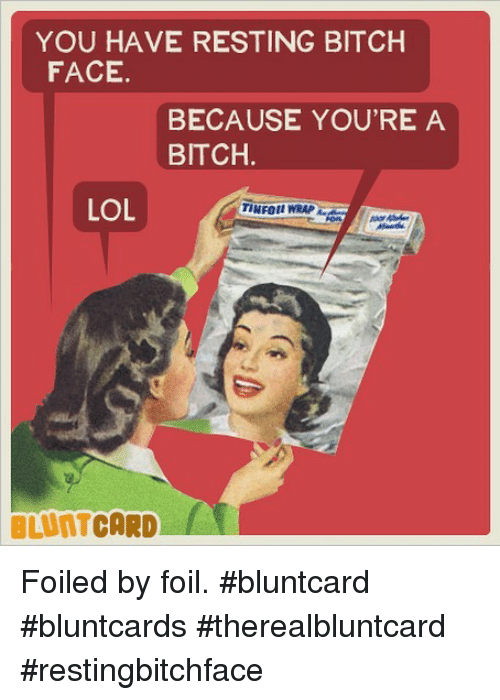 YOU HAVE RESTING BITCH
FACE.
BECAUSE YOU'RE A
BITCH.
LOL
TINFOIL WRAP
BLUNTCARD
Foiled by foil. #bluntcard
#bluntcards #therealbluntcard
#restingbitchface